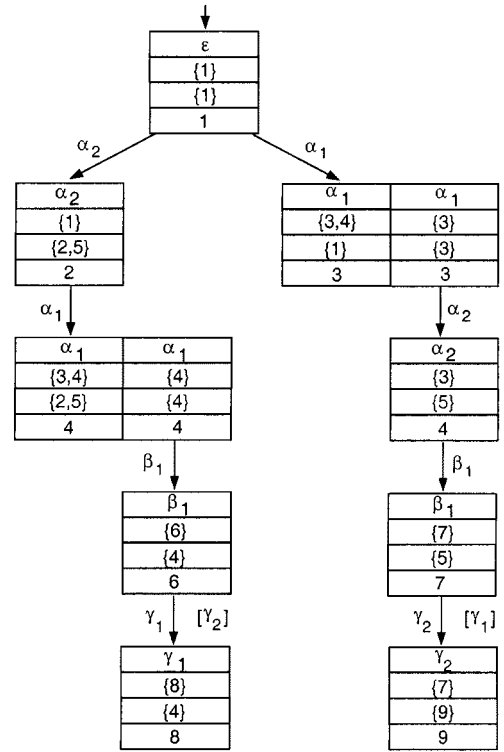 ε
{1}
{1}
1
α₂ α₁
α₂
{1}
{2,5}
2
α₁ α₁
{3,4} {3}
{1} {3}
3 3
α₁ α₂
α₁ α₁
{3,4} {4}
{2,5} {4}
4 4
α₂
{3}
{5}
4
β₁ β₁
β₁
{6}
{4}
6
β₁
{7}
{5}
7
γ₁ [γ₂] γ₂ [γ₁]
γ₁
{8}
{4}
8
γ₂
{7}
{9}
9